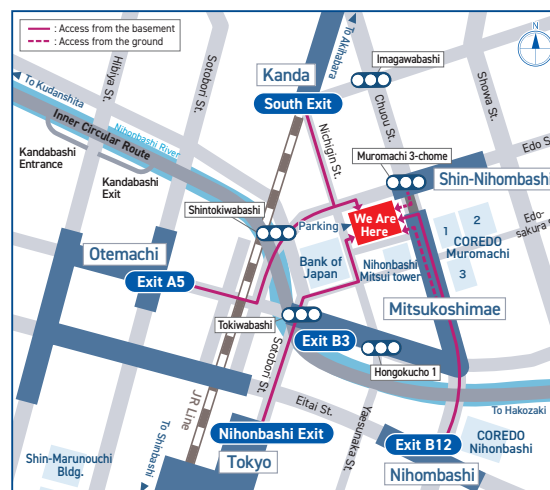 : Access from the basement
: Access from the ground
To Akihabara
N
Imagawabashi
Hibiya St.
Sotobori St.
Kanda
To Kudanshita
South Exit
Chuou St.
Showa St.
Inner Circular Route
Nihonbashi River
Nichigin St.
Kandabashi
Entrance
Kandabashi
Exit
Muromachi 3-chome
Edo S
Shin-Nihombashi
Shintokiwabashi
Parking
We Are
Here
1
2
3
COREDO
Muromachi
Edo-
sakura s
Otemachi
Bank of
Japan
Nihonbashi
Mitsui tower
Exit A5
Mitsukoshimae
Tokiwabashi
Exit B3
Hongokucho 1
Sotobori St.
JR Line
Eitai St.
To Hakozaki
Yaesunaka St.
To Shinbashi
Nihonbashi Exit
Exit B12
COREDO
Nihonbashi
Shin-Marunouchi
Bldg.
Tokyo
Nihombashi